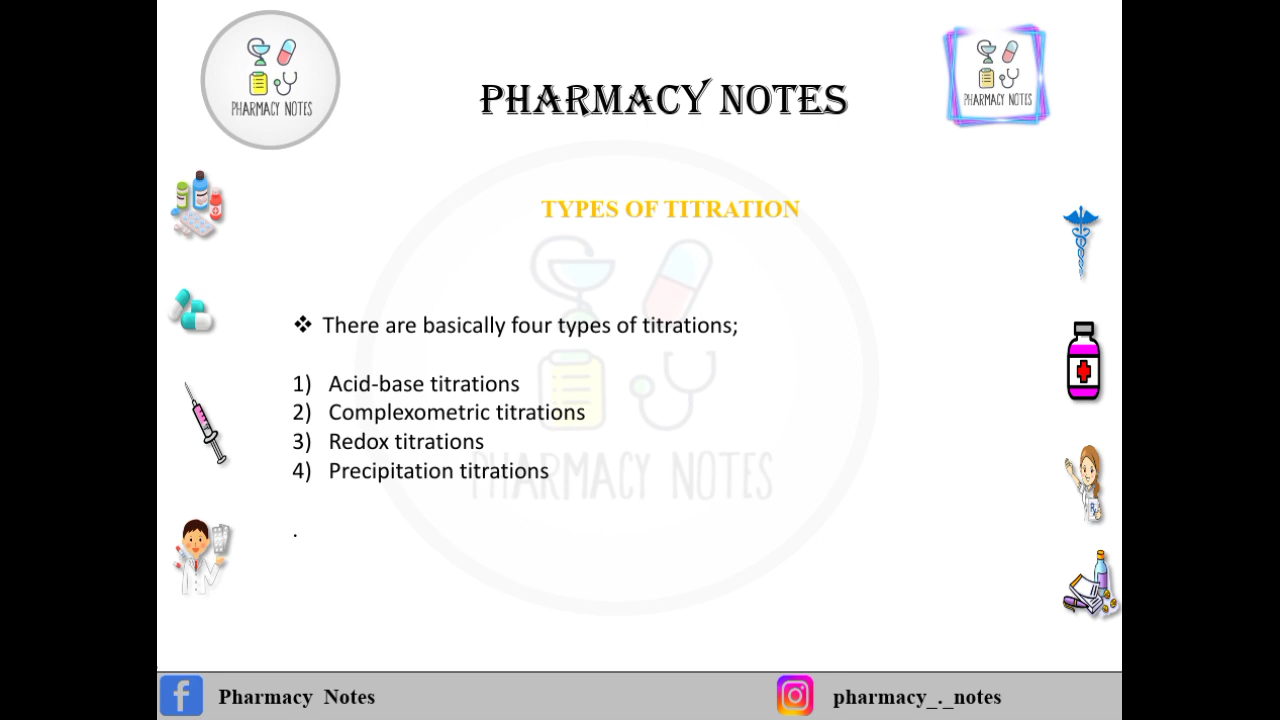 PHARMACY NOTES
PHARMACY NOTES
PHARMACY NOTES
TYPES OF TITRATION
❖ There are basically four types of titrations;
1) Acid-base titrations
2) Complexometric titrations
3) Redox titrations
4) Precipitation titrations
PHARMACY NOTES
.
Pharmacy Notes
pharmacy_._notes